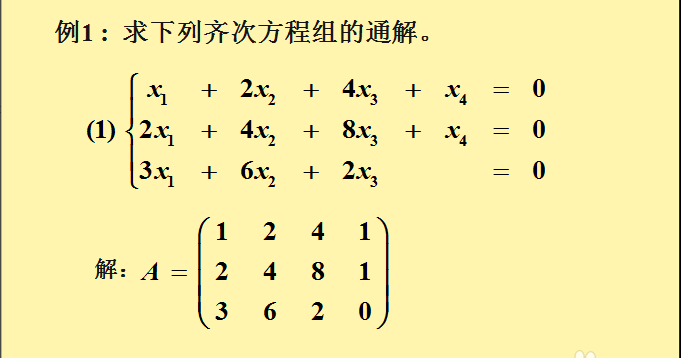 例1：求下列齐次方程组的通解。
x₁ + 2x₂ + 4x₃ + x₄ = 0
(1) 2x₁ + 4x₂ + 8x₃ + x₄ = 0
3x₁ + 6x₂ + 2x₃ = 0
1 2 4 1
解：A = 2 4 8 1
3 6 2 0